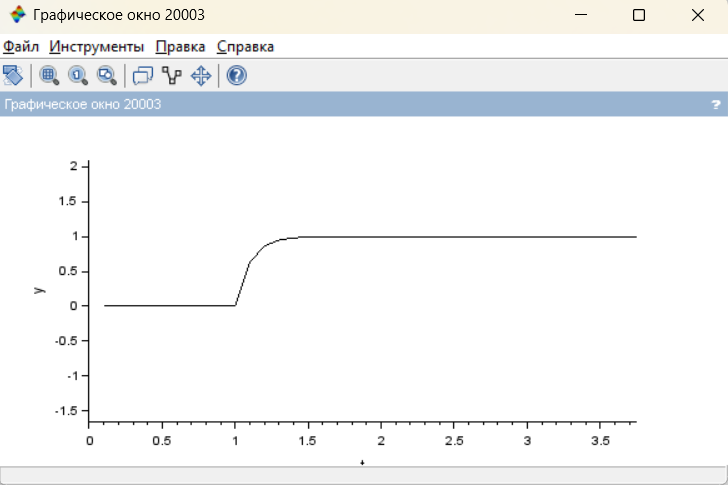 Графическое окно 20003
Файл Инструменты Правка Справка
Графическое окно 20003 ?
2
1.5
1
0.5
y
0
-0.5
-1
-1.5
0 0.5 1 1.5 2 2.5 3 3.5